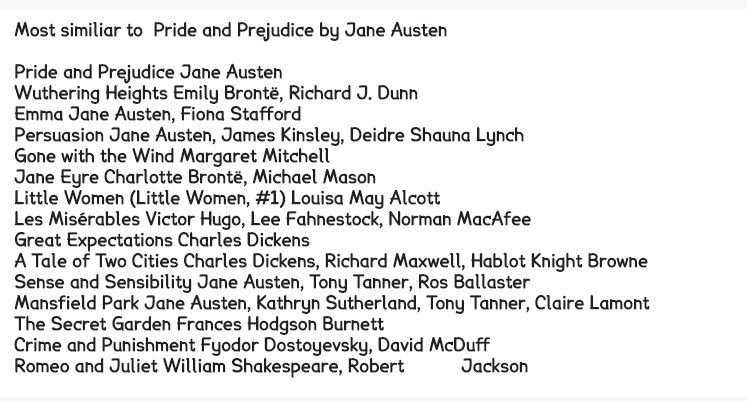 Most similiar to Pride and Prejudice by Jane Austen
Pride and Prejudice Jane Austen
Wuthering Heights Emily Brontë, Richard J. Dunn
Emma Jane Austen, Fiona Stafford
Persuasion Jane Austen, James Kinsley, Deidre Shauna Lynch
Gone with the Wind Margaret Mitchell
Jane Eyre Charlotte Brontë, Michael Mason
Little Women (Little Women, #1) Louisa May Alcott
Les Misérables Victor Hugo, Lee Fahnestock, Norman MacAfee
Great Expectations Charles Dickens
A Tale of Two Cities Charles Dickens, Richard Maxwell, Hablot Knight Browne
Sense and Sensibility Jane Austen, Tony Tanner, Ros Ballaster
Mansfield Park Jane Austen, Kathryn Sutherland, Tony Tanner, Claire Lamont
The Secret Garden Frances Hodgson Burnett
Crime and Punishment Fyodor Dostoyevsky, David McDuff
Romeo and Juliet William Shakespeare, Robert Jackson